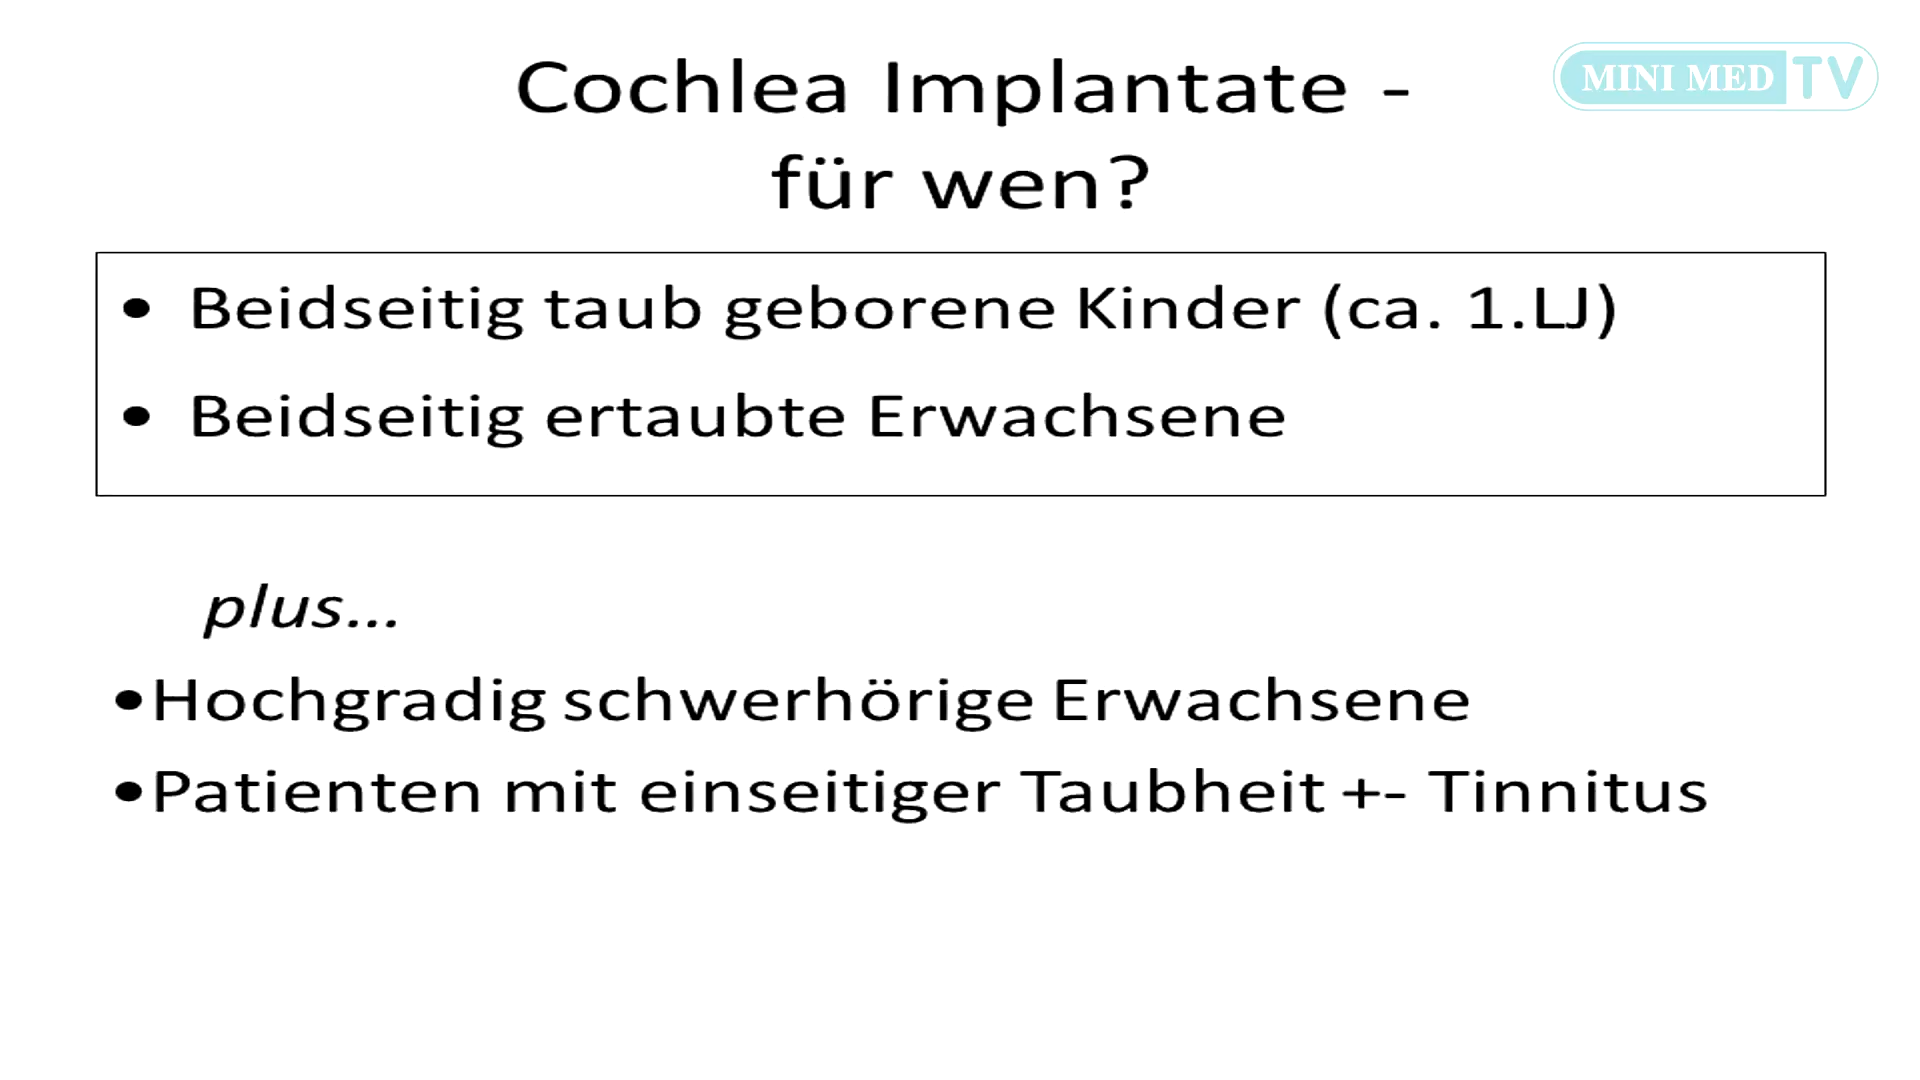 MINI MED TV
Cochlea Implantate -
für wen?
• Beidseitig taub geborene Kinder (ca. 1.LJ)
• Beidseitig ertaubte Erwachsene
plus...
•Hochgradig schwerhörige Erwachsene
•Patienten mit einseitiger Taubheit +- Tinnitus